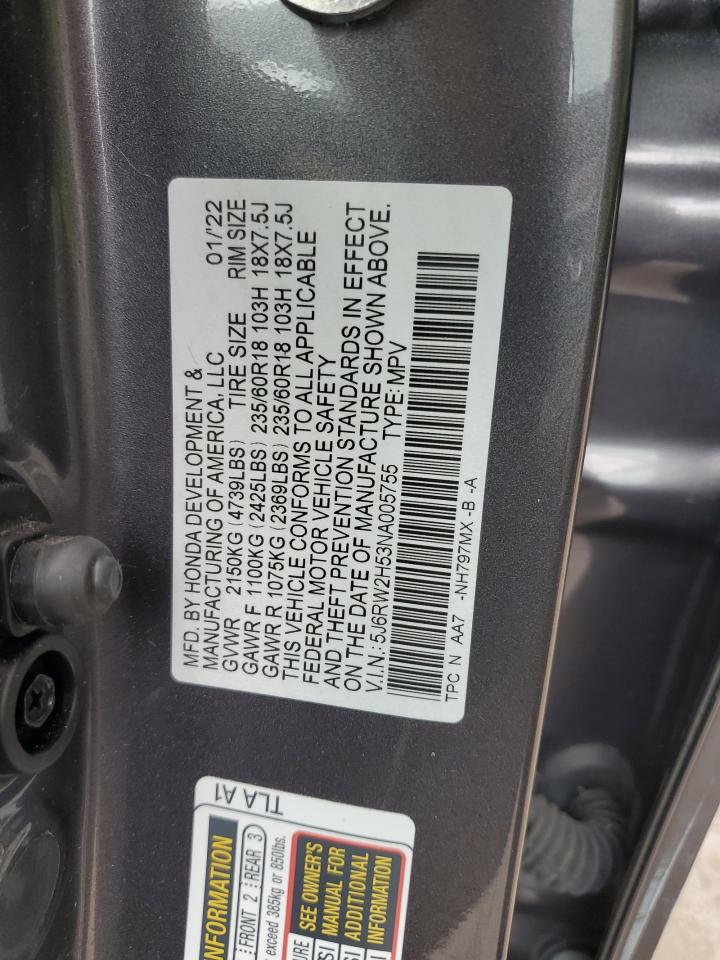 MFD. BY HONDA DEVELOPMENT &
MANUFACTURING OF AMERICA, LLC 01/'22
GVWR 2150KG (4739LBS) TIRE SIZE RIM SIZE
GAWR F 1100KG (2425LBS) 235/60R18 103H 18X7.5J
GAWR R 1075KG (2369LBS) 235/60R18 103H 18X7.5J
THIS VEHICLE CONFORMS TO ALL APPLICABLE
FEDERAL MOTOR VEHICLE SAFETY
AND THEFT PREVENTION STANDARDS IN EFFECT
ON THE DATE OF MANUFACTURE SHOWN ABOVE.
V.I.N.: 5J6RW2H53NA005755 TYPE: MPV
TPC N AA7 -NH797MX -B -A
TLA A1
INFORMATION
FRONT 2 REAR 3
exceed 385kg or 850lbs.
SEE OWNER'S
MANUAL FOR
ADDITIONAL
INFORMATION